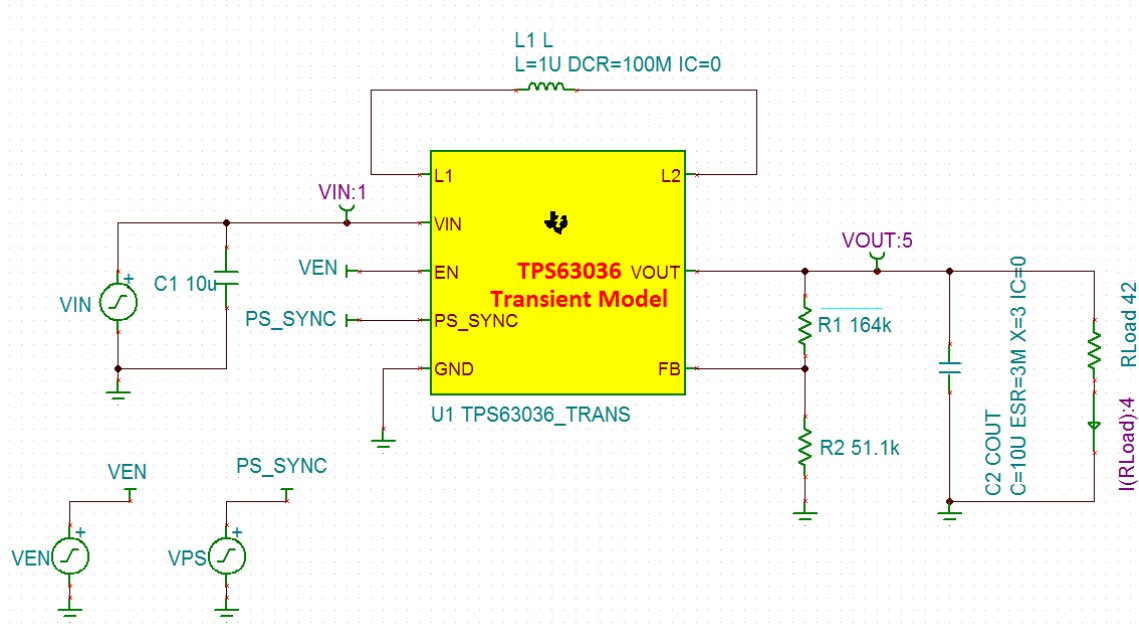 L1 L
L=1U DCR=100M IC=0
L1
L2
VIN:1
VIN
VOUT:5
C1 10u
VEN
EN
TPS63036
VOUT
Transient Model
VIN
PS_SYNC
PS_SYNC
R1 164k
RLoad 42
GND
FB
U1 TPS63036_TRANS
R2 51.1k
C2 COUT
C=10U ESR=3M X=3 IC=0
I(RLoad):4
VEN
PS_SYNC
VEN
+
VPS
+
+